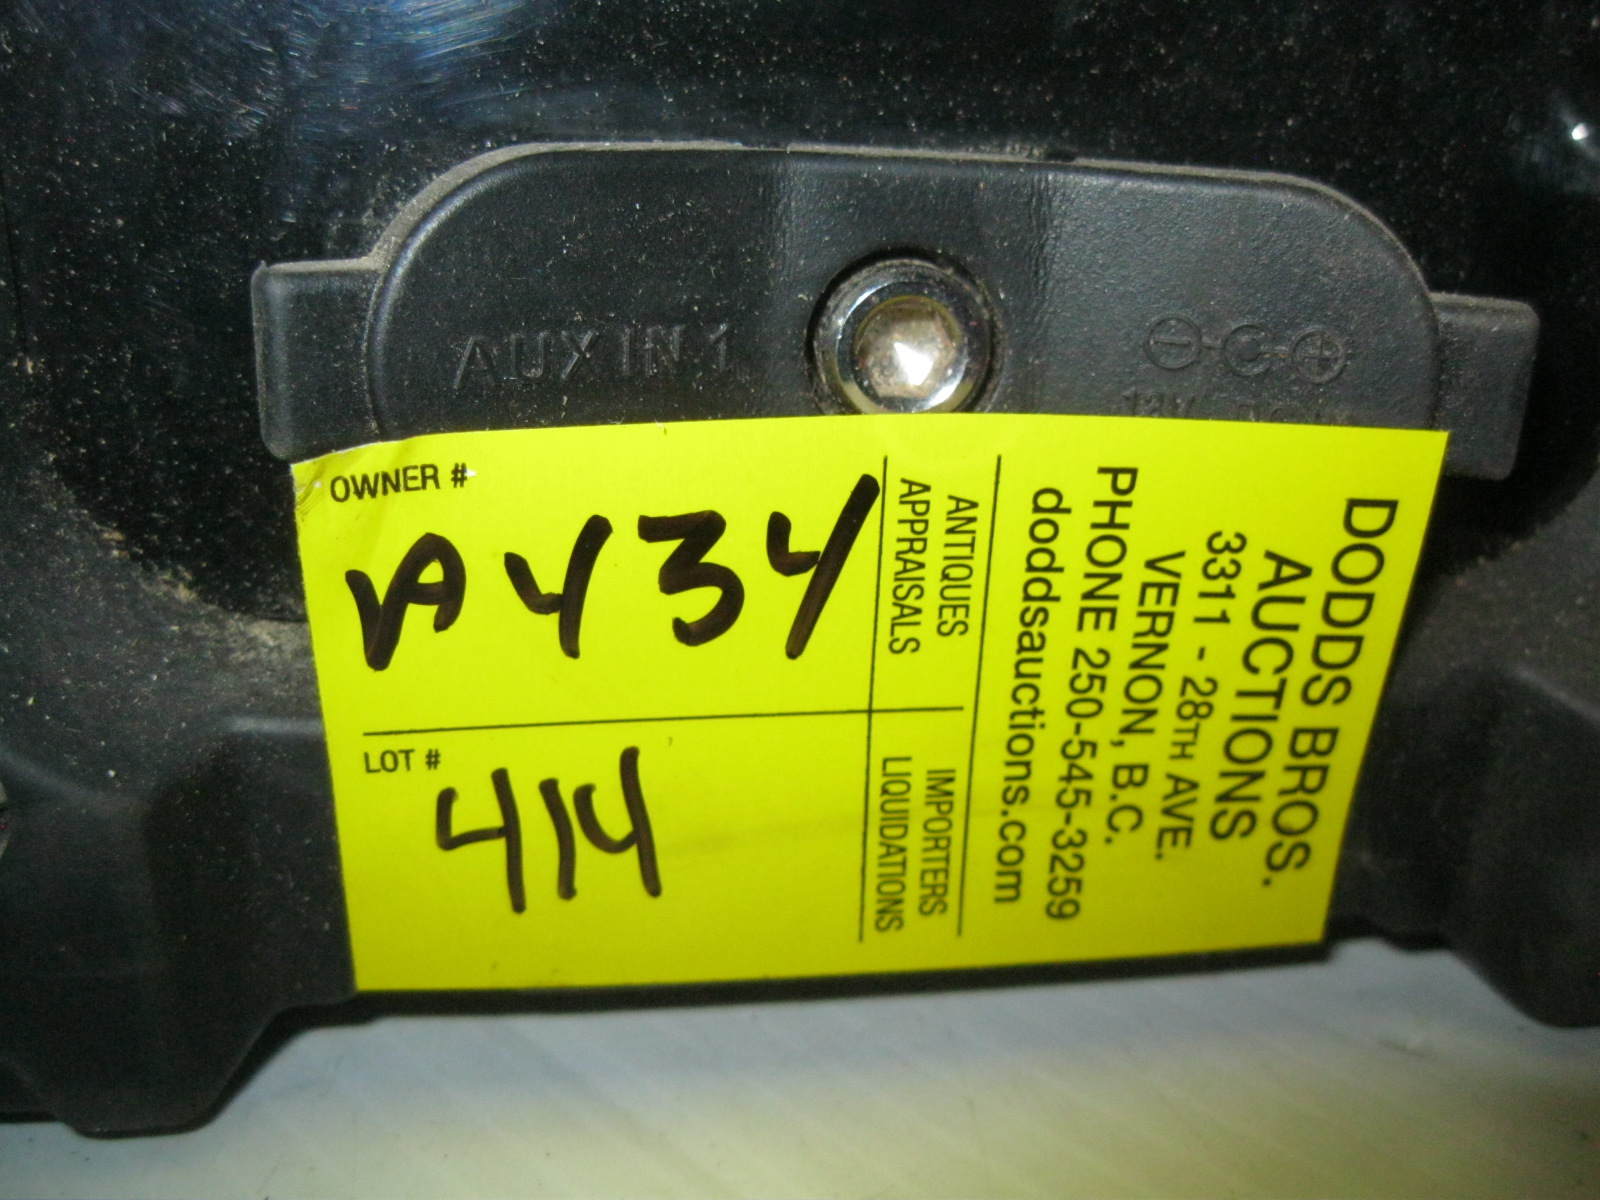 AUX IN 1
12V
OWNER #
A434
LOT #
414
ANTIQUES
APPRAISALS
IMPORTERS
LIQUIDATIONS
DODDS BROS.
AUCTIONS
3311 - 28TH AVE.
VERNON, B.C.
PHONE 250-545-3259
doddsauctions.com